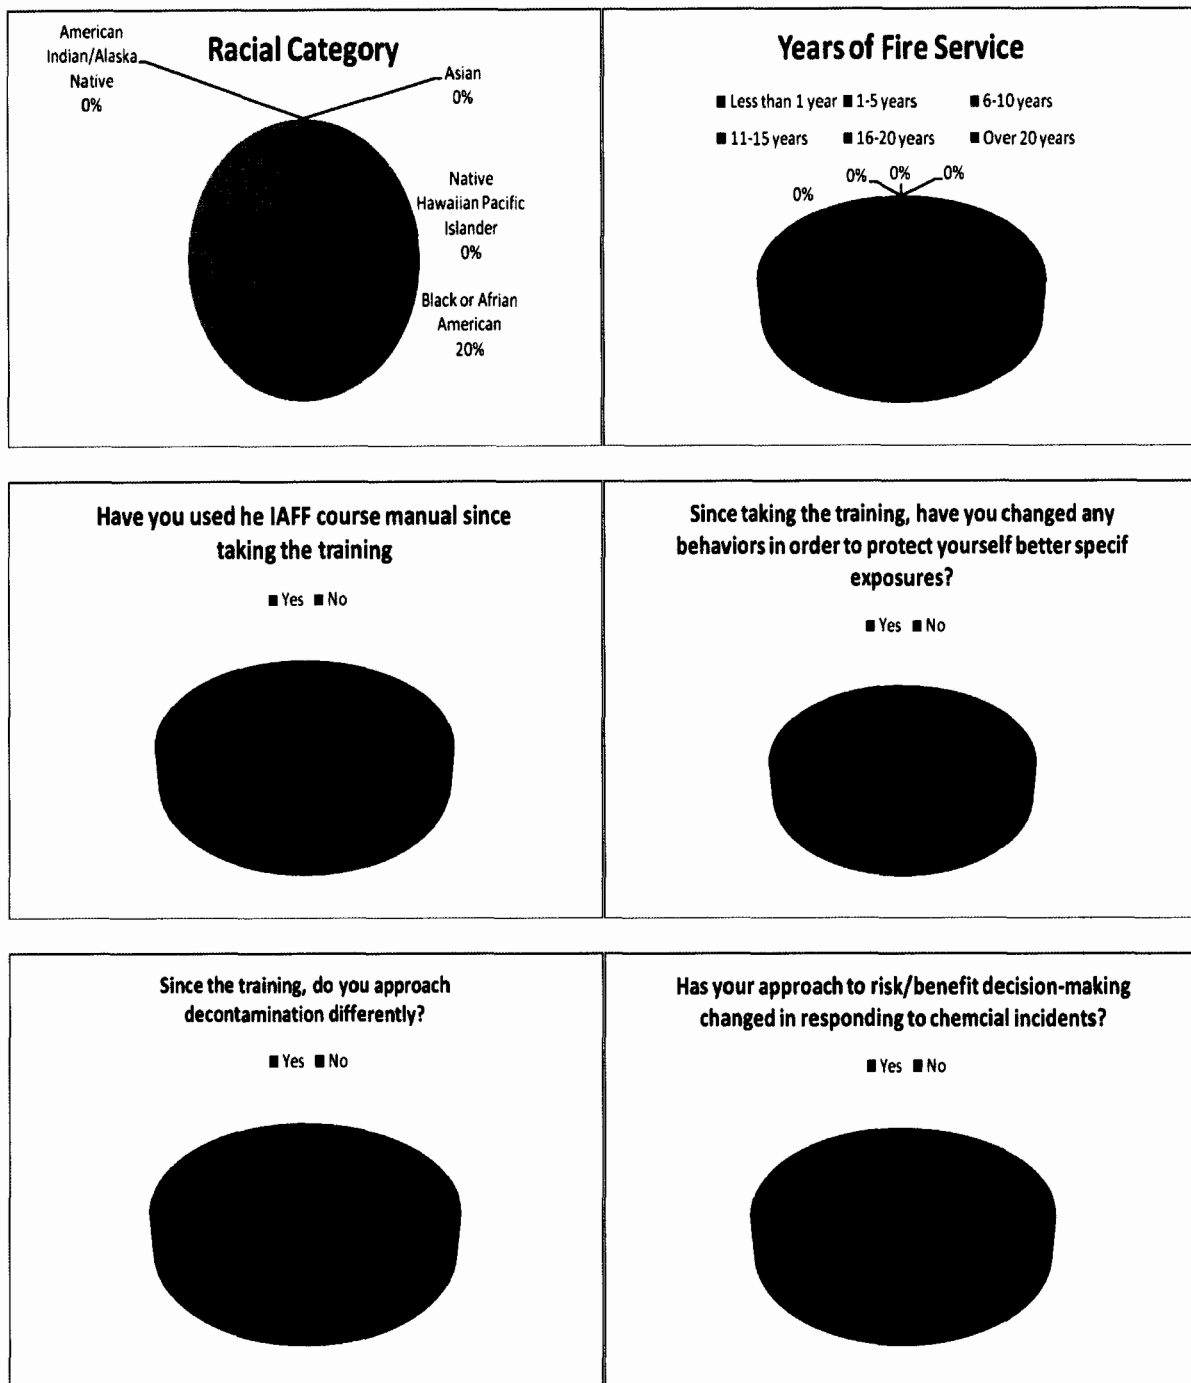 Racial Category
American
Indian/Alaska
Native
0%
Asian
0%
Native
Hawaiian Pacific
Islander
0%
Black or Afrian
American
20%
Years of Fire Service
Less than 1 year 1-5 years 6-10 years
11-15 years 16-20 years Over 20 years
0%
0%
0%
0%
Have you used he IAFF course manual since
taking the training
Yes No
Since taking the training, have you changed any
behaviors in order to protect yourself better specif
exposures?
Yes No
Since the training, do you approach
decontamination differently?
Yes No
Has your approach to risk/benefit decision-making
changed in responding to chemcial incidents?
Yes No